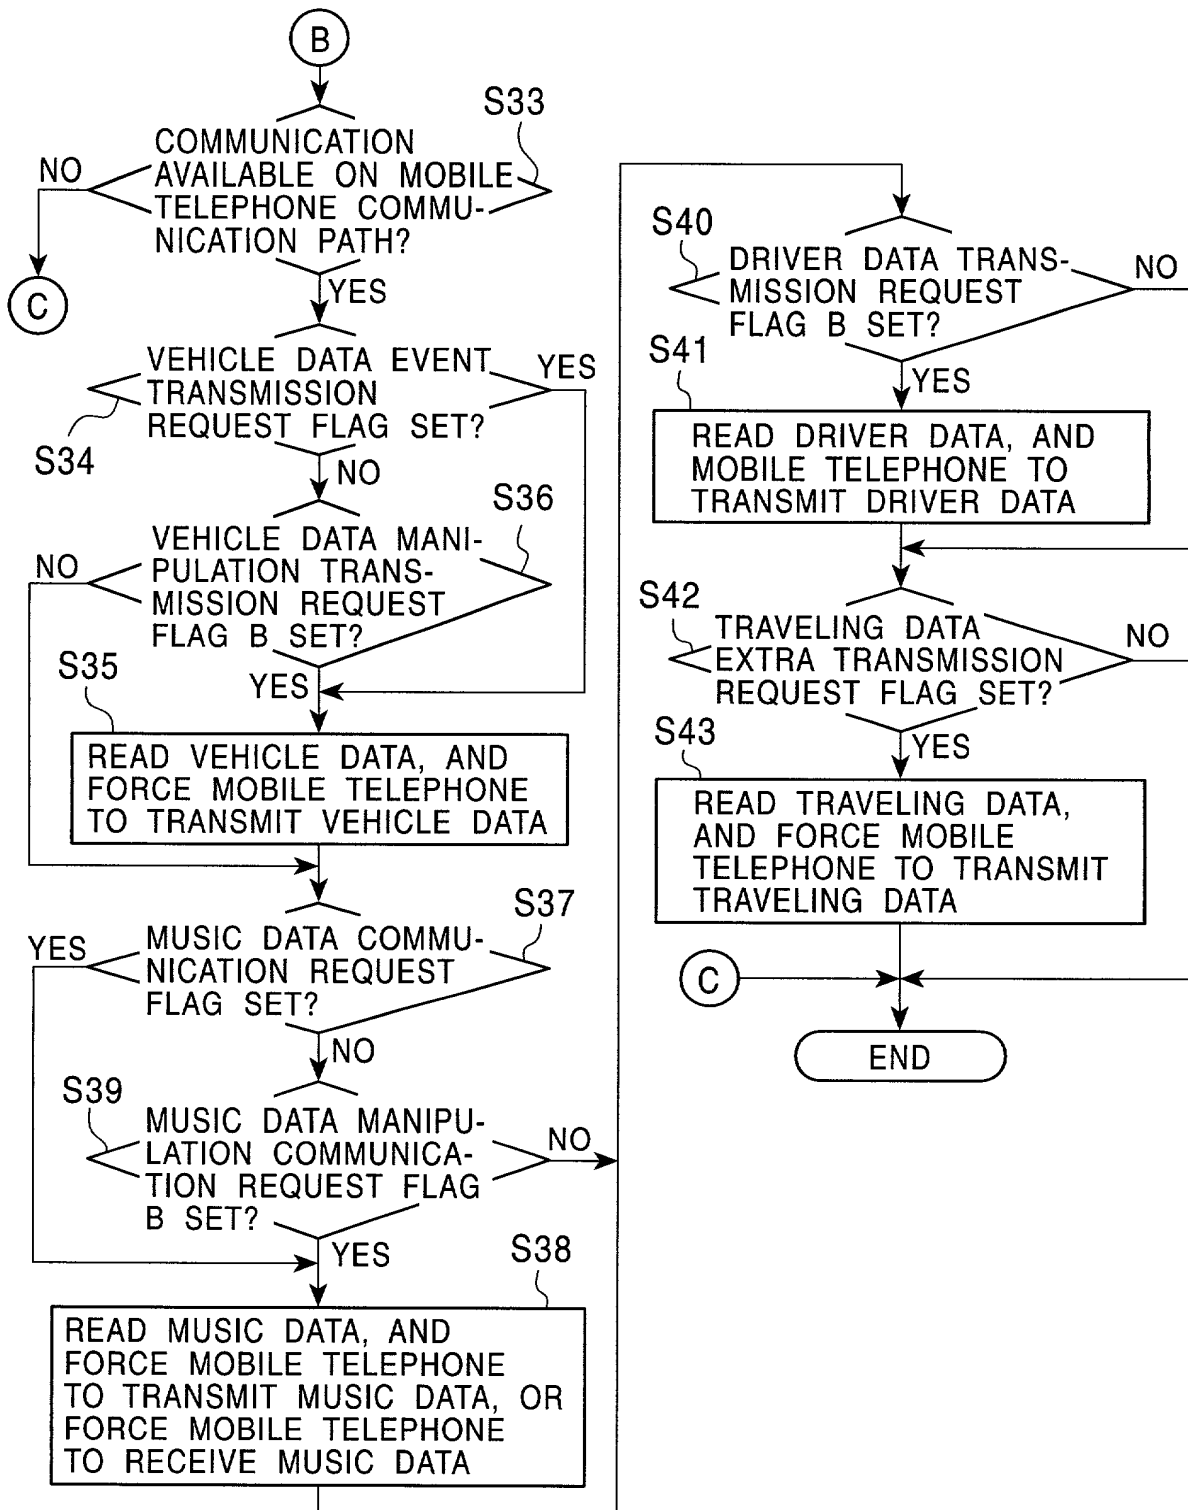 B
S33
COMMUNICATION
AVAILABLE ON MOBILE
TELEPHONE COMMU-
NICATION PATH?
NO
C
YES
VEHICLE DATA EVENT
TRANSMISSION
REQUEST FLAG SET?
YES
S34
NO
S36
VEHICLE DATA MANI-
PULATION TRANS-
MISSION REQUEST
FLAG B SET?
NO
YES
S35
READ VEHICLE DATA, AND
FORCE MOBILE TELEPHONE
TO TRANSMIT VEHICLE DATA
S37
MUSIC DATA COMMU-
NICATION REQUEST
FLAG SET?
YES
NO
S39
MUSIC DATA MANIPU-
LATION COMMUNICA-
TION REQUEST FLAG
B SET?
NO
YES
S38
READ MUSIC DATA, AND
FORCE MOBILE TELEPHONE
TO TRANSMIT MUSIC DATA, OR
FORCE MOBILE TELEPHONE
TO RECEIVE MUSIC DATA
S40
DRIVER DATA TRANS-
MISSION REQUEST
FLAG B SET?
NO
YES
S41
READ DRIVER DATA, AND
MOBILE TELEPHONE TO
TRANSMIT DRIVER DATA
S42
TRAVELING DATA
EXTRA TRANSMISSION
REQUEST FLAG SET?
NO
YES
S43
READ TRAVELING DATA,
AND FORCE MOBILE
TELEPHONE TO TRANSMIT
TRAVELING DATA
C
END